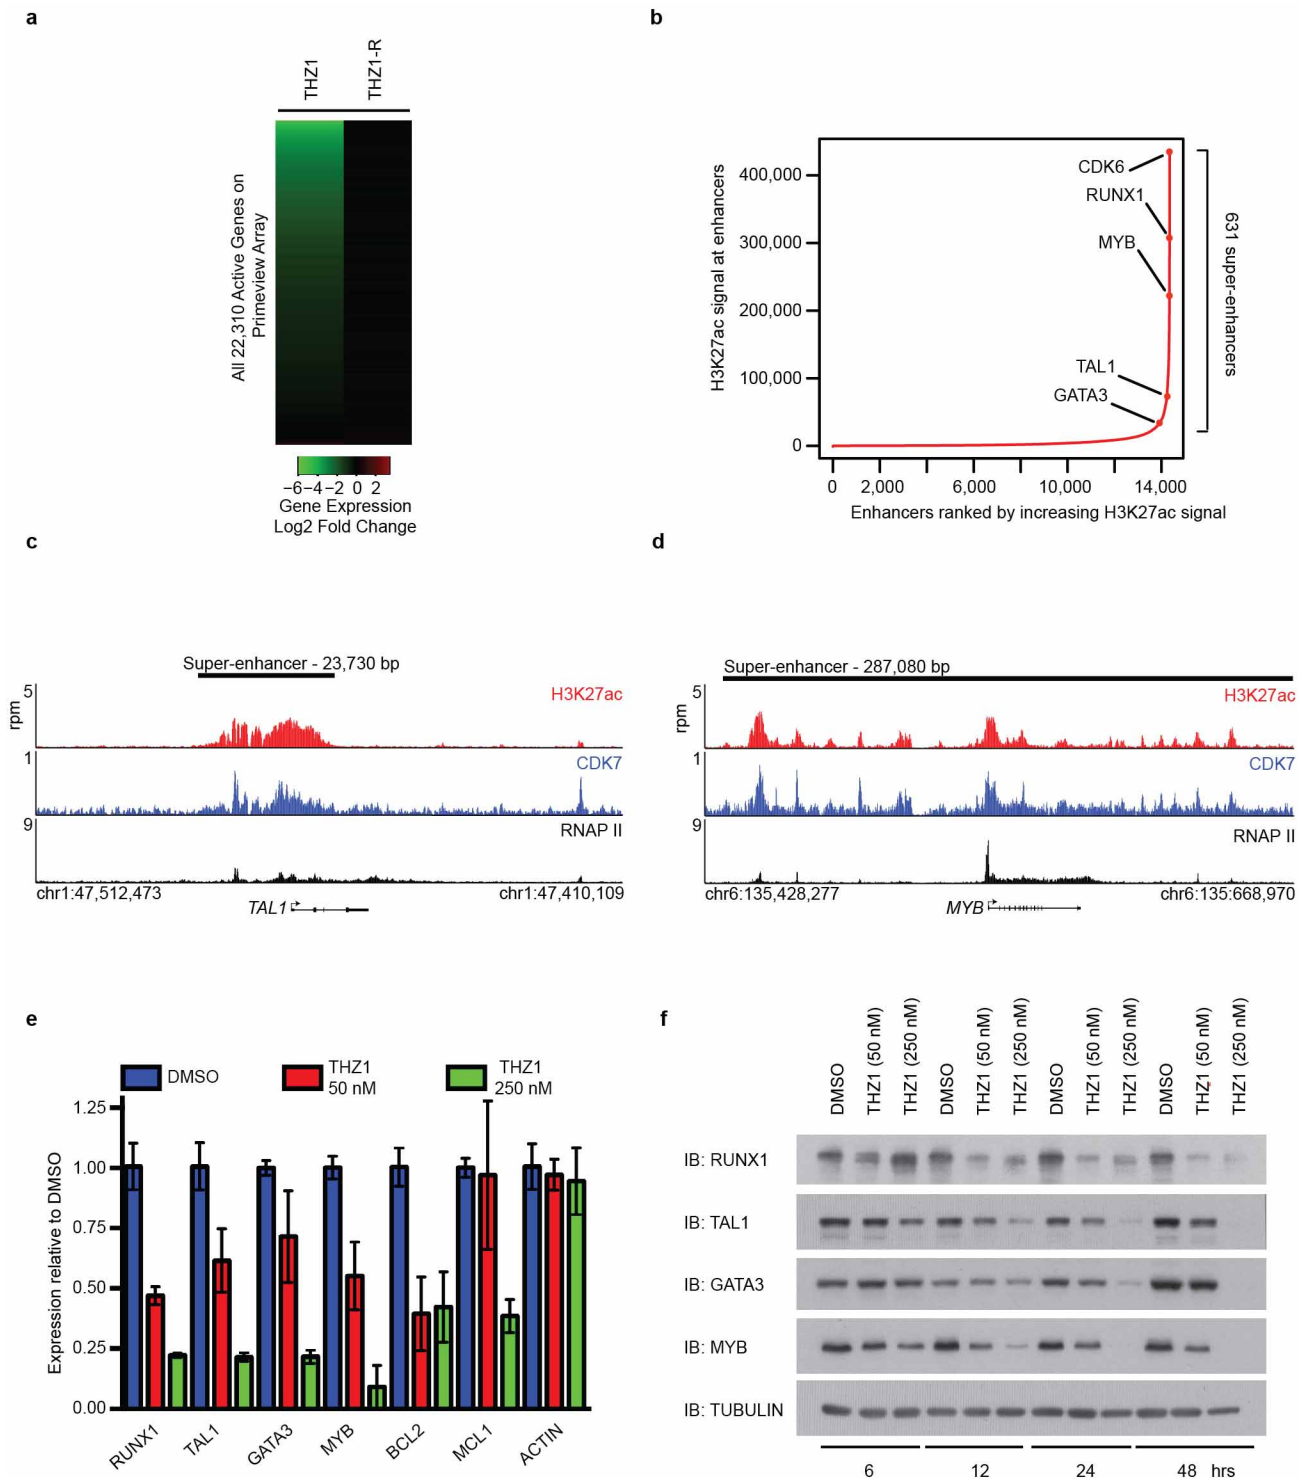 a
THZ1
THZ1-R
All 22,310 Active Genes on
Primeview Array
−6−4−2 0 2
Gene Expression
Log2 Fold Change
b
H3K27ac signal at enhancers
400,000
300,000
200,000
100,000
0
CDK6
RUNX1
MYB
TAL1
GATA3
631 super-enhancers
0 2,000 6,000 10,000 14,000
Enhancers ranked by increasing H3K27ac signal
c
Super-enhancer - 23,730 bp
rpm
5
H3K27ac
1
CDK7
9
RNAP II
chr1:47,512,473 chr1:47,410,109
TAL1
d
Super-enhancer - 287,080 bp
rpm
5
H3K27ac
1
CDK7
9
RNAP II
chr6:135,428,277 chr6:135:668,970
MYB
e
DMSO
THZ1
50 nM
THZ1
250 nM
Expression relative to DMSO
1.25
1.00
0.75
0.50
0.25
0.00
RUNX1
TAL1
GATA3
MYB
BCL2
MCL1
ACTIN
f
DMSO
THZ1 (50 nM)
THZ1 (250 nM)
DMSO
THZ1 (50 nM)
THZ1 (250 nM)
DMSO
THZ1 (50 nM)
THZ1 (250 nM)
DMSO
THZ1 (50 nM)
THZ1 (250 nM)
IB: RUNX1
IB: TAL1
IB: GATA3
IB: MYB
IB: TUBULIN
6 12 24 48 hrs